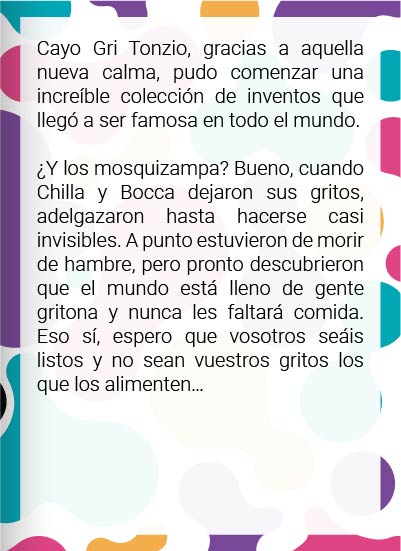 Cayo Gri Tonzio, gracias a aquella
nueva calma, pudo comenzar una
increíble colección de inventos que
llegó a ser famosa en todo el mundo.
¿Y los mosquizampa? Bueno, cuando
Chilla y Bocca dejaron sus gritos,
adelgazaron hasta hacerse casi
invisibles. A punto estuvieron de morir
de hambre, pero pronto descubrieron
que el mundo está lleno de gente
gritona y nunca les faltará comida.
Eso sí, espero que vosotros seáis
listos y no sean vuestros gritos los
que los alimenten…